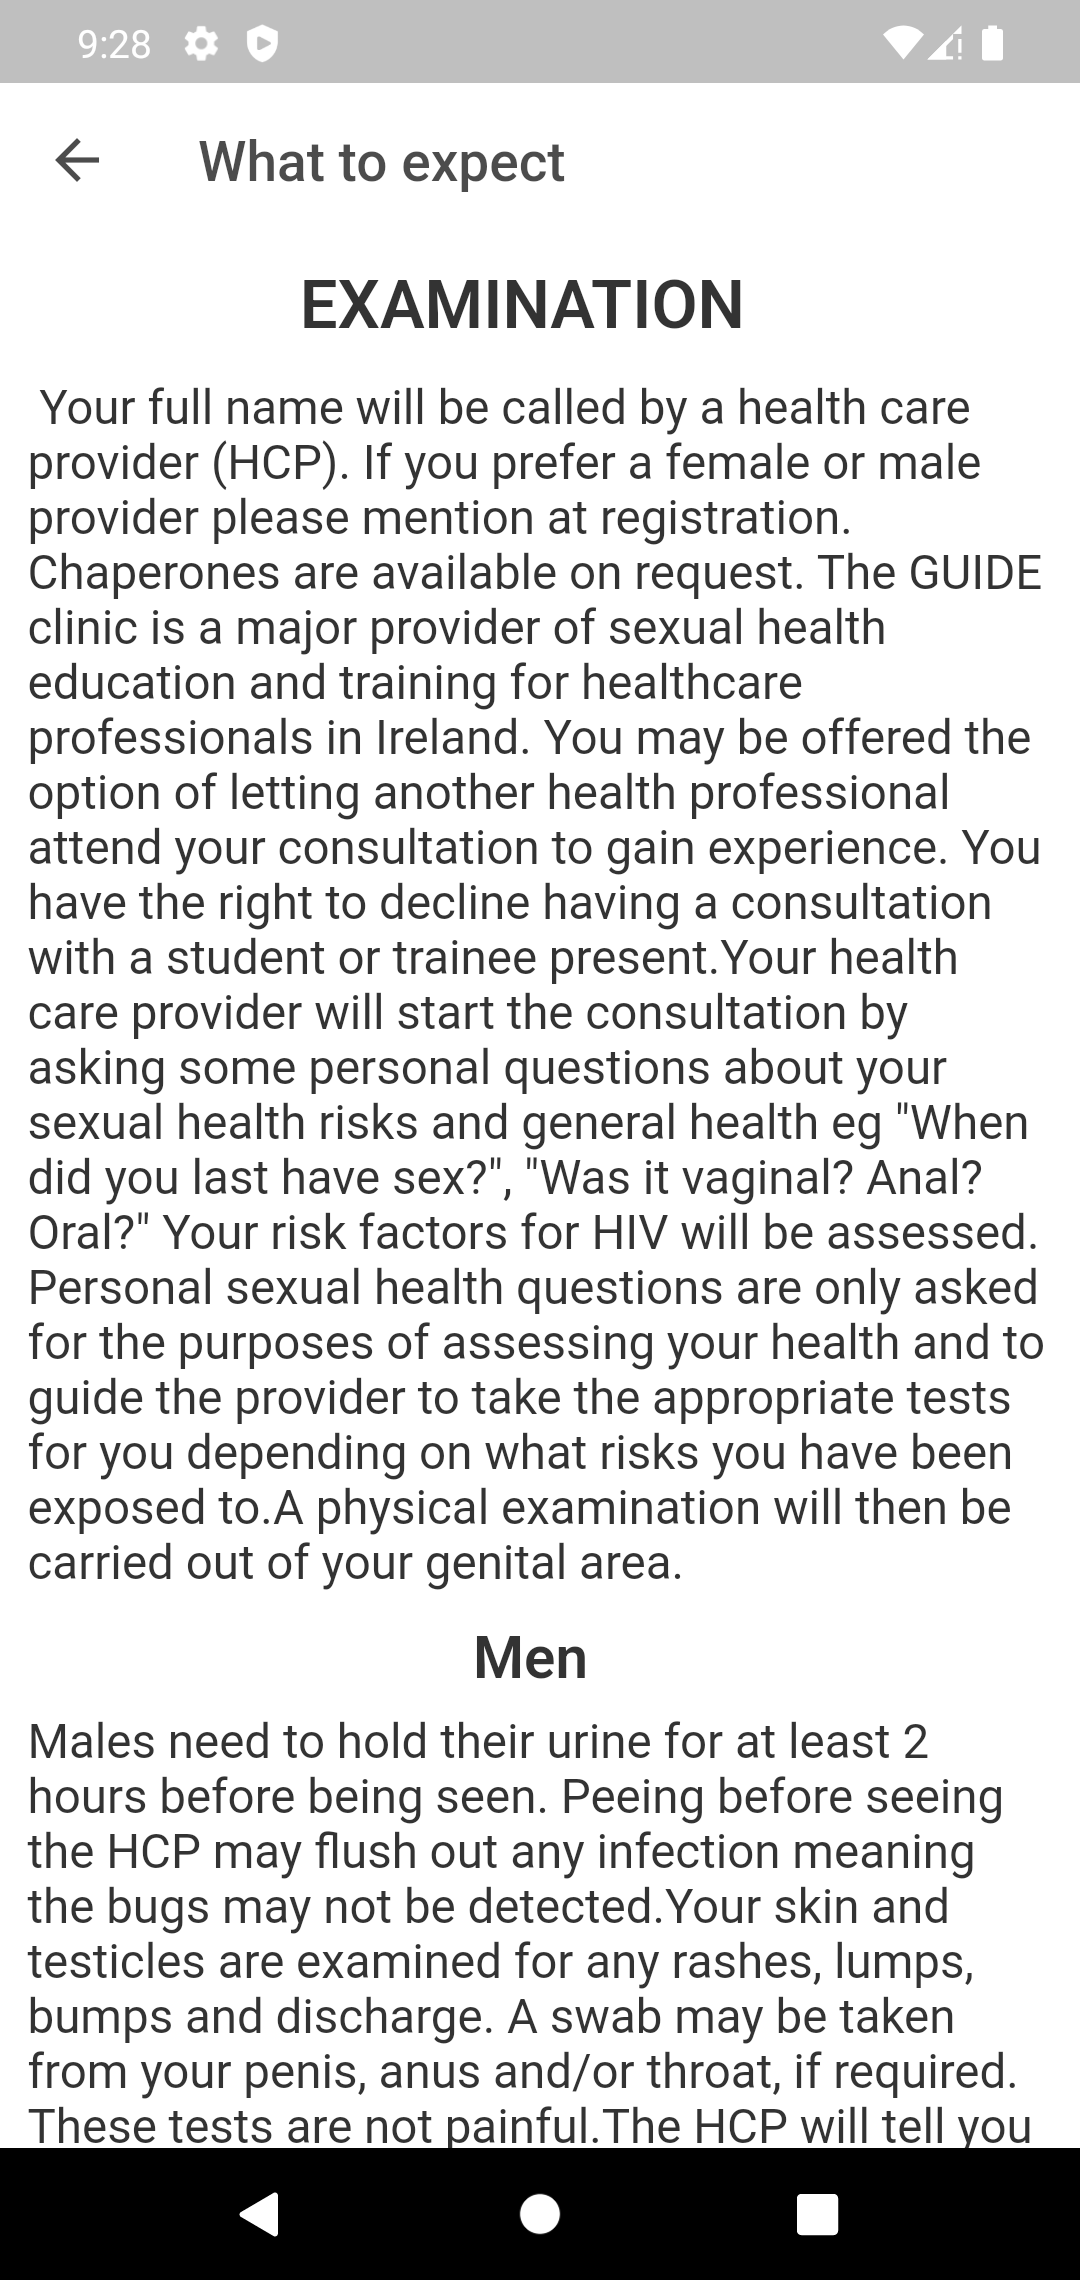 9:28
What to expect
EXAMINATION
Your full name will be called by a health care
provider (HCP). If you prefer a female or male
provider please mention at registration.
Chaperones are available on request. The GUIDE
clinic is a major provider of sexual health
education and training for healthcare
professionals in Ireland. You may be offered the
option of letting another health professional
attend your consultation to gain experience. You
have the right to decline having a consultation
with a student or trainee present.Your health
care provider will start the consultation by
asking some personal questions about your
sexual health risks and general health eg "When
did you last have sex?", "Was it vaginal? Anal?
Oral?" Your risk factors for HIV will be assessed.
Personal sexual health questions are only asked
for the purposes of assessing your health and to
guide the provider to take the appropriate tests
for you depending on what risks you have been
exposed to.A physical examination will then be
carried out of your genital area.
Men
Males need to hold their urine for at least 2
hours before being seen. Peeing before seeing
the HCP may flush out any infection meaning
the bugs may not be detected.Your skin and
testicles are examined for any rashes, lumps,
bumps and discharge. A swab may be taken
from your penis, anus and/or throat, if required.
These tests are not painful.The HCP will tell you